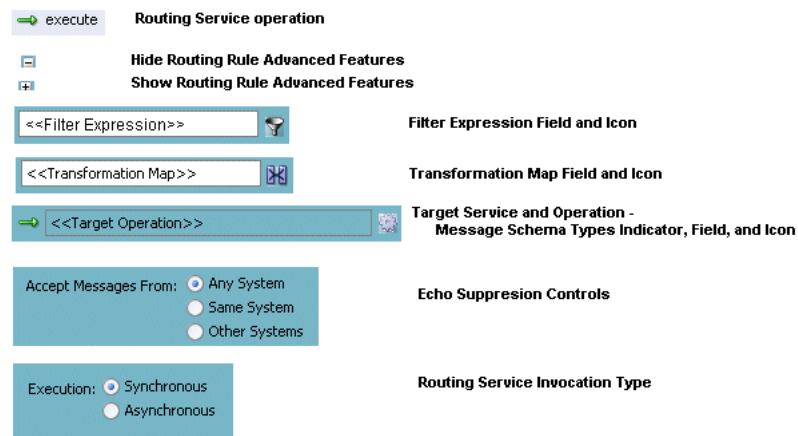 execute Routing Service operation
Hide Routing Rule Advanced Features
Show Routing Rule Advanced Features
<<Filter Expression>> Filter Expression Field and Icon
<<Transformation Map>> Transformation Map Field and Icon
<<Target Operation>> Target Service and Operation -
Message Schema Types Indicator, Field, and Icon
Accept Messages From: Any System
Same System
Other Systems
Echo Suppresion Controls
Execution: Synchronous
Asynchronous
Routing Service Invocation Type